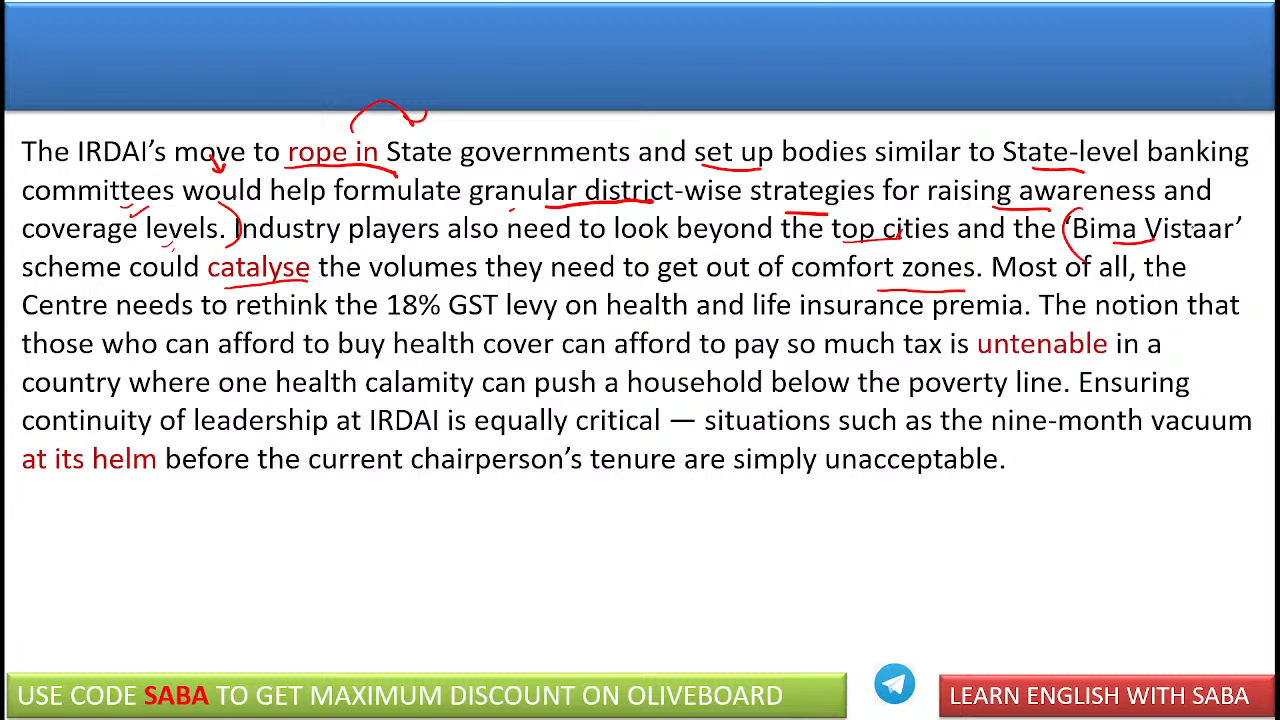 The IRDAI’s move to rope in State governments and set up bodies similar to State-level banking
committees would help formulate granular district-wise strategies for raising awareness and
coverage levels. Industry players also need to look beyond the top cities and the ‘Bima Vistaar’
scheme could catalyse the volumes they need to get out of comfort zones. Most of all, the
Centre needs to rethink the 18% GST levy on health and life insurance premia. The notion that
those who can afford to buy health cover can afford to pay so much tax is untenable in a
country where one health calamity can push a household below the poverty line. Ensuring
continuity of leadership at IRDAI is equally critical — situations such as the nine-month vacuum
at its helm before the current chairperson’s tenure are simply unacceptable.
USE CODE SABA TO GET MAXIMUM DISCOUNT ON OLIVEBOARD
LEARN ENGLISH WITH SABA